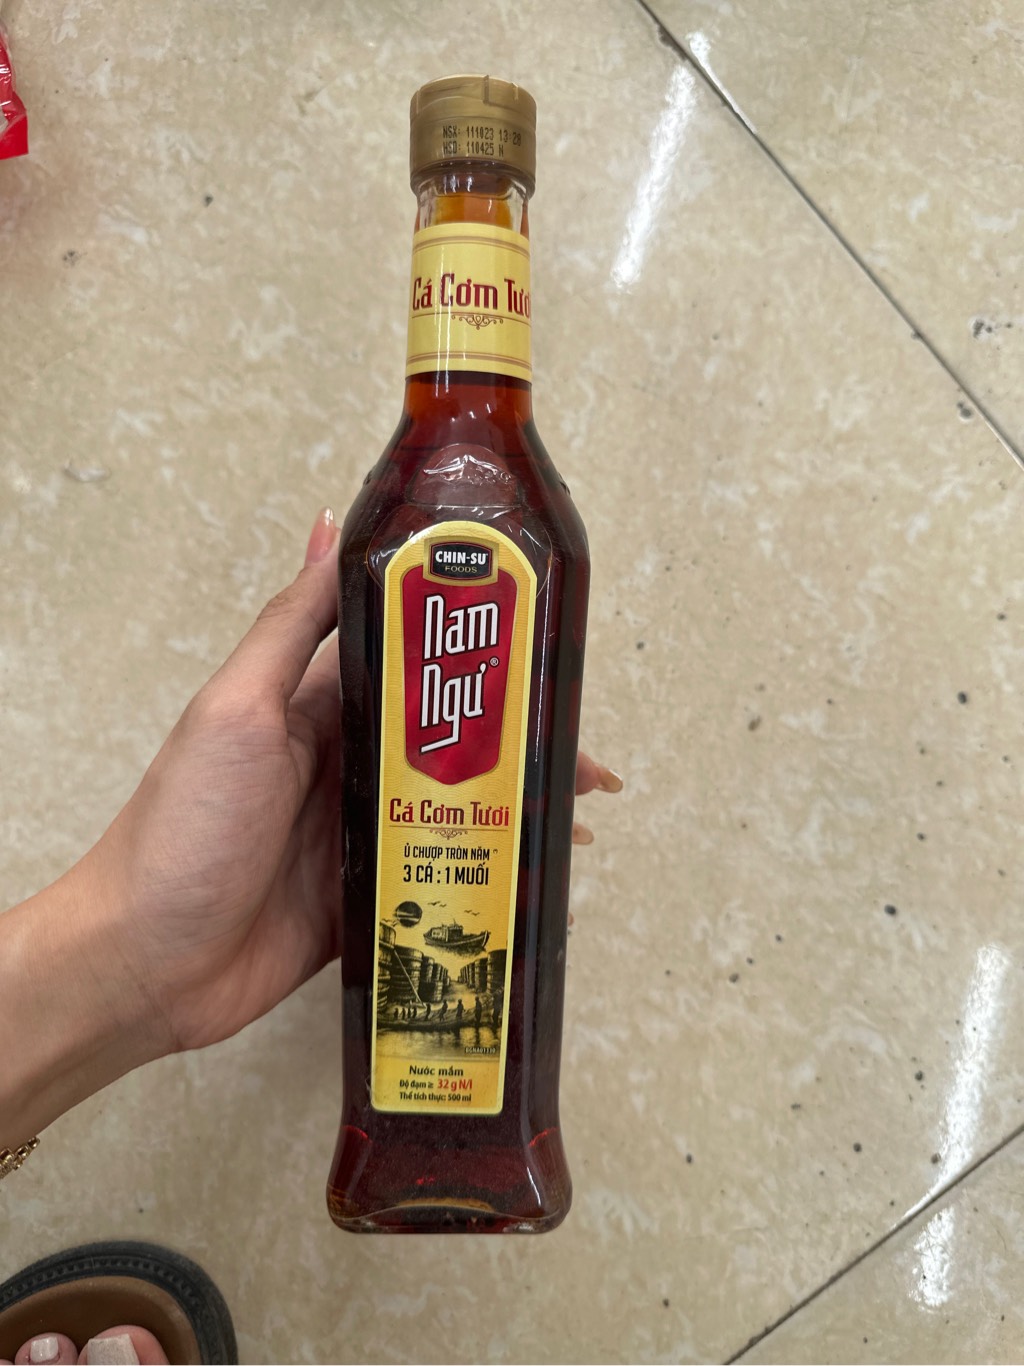 NSX: 111023 13:20
HSD: 110425 N
Cá Cơm Tươi
CHIN-SU
FOODS
Nam
Ngư®
Cá Cơm Tươi
Ủ CHƯỢP TRÒN NĂM
3 CÁ : 1 MUỐI
Nước mắm
Độ đạm ≥ 32 g N/l
Thể tích thực: 500 ml